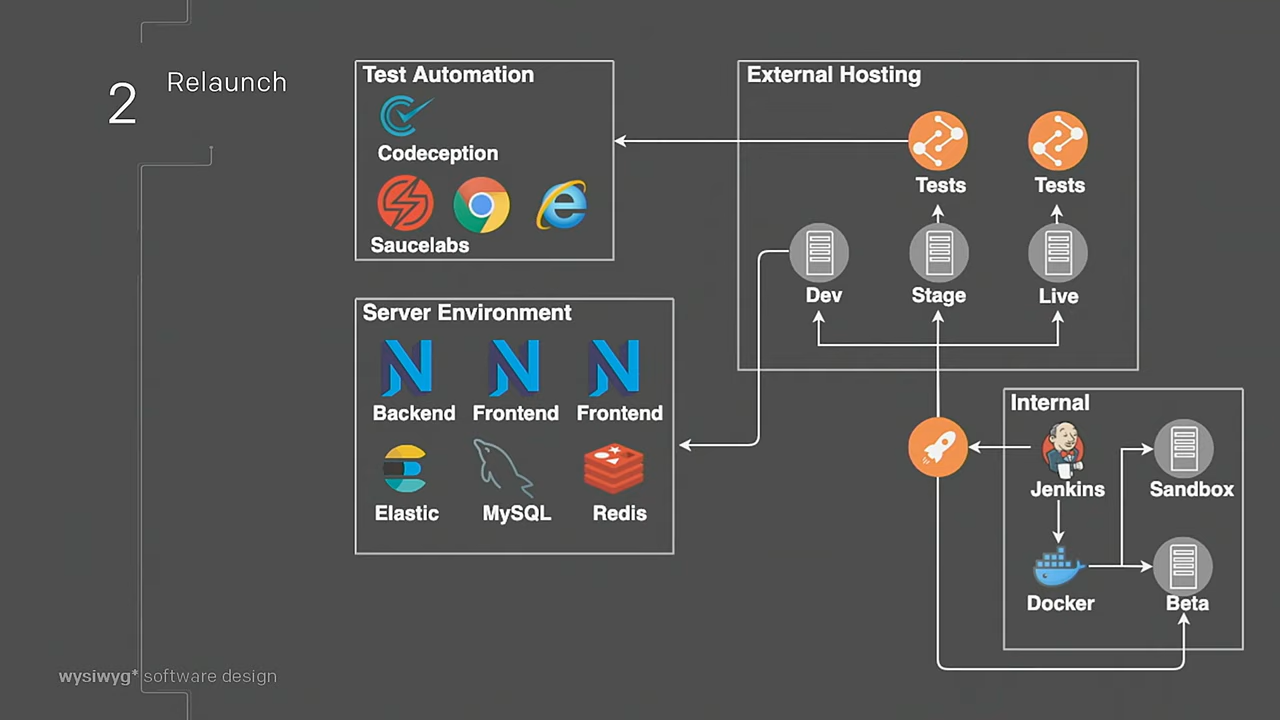 2
Relaunch
Test Automation
Codeception
Saucelabs
External Hosting
Tests
Tests
Dev
Stage
Live
Server Environment
Backend
Frontend
Frontend
Elastic
MySQL
Redis
Internal
Jenkins
Sandbox
Docker
Beta
wysiwyg* software design